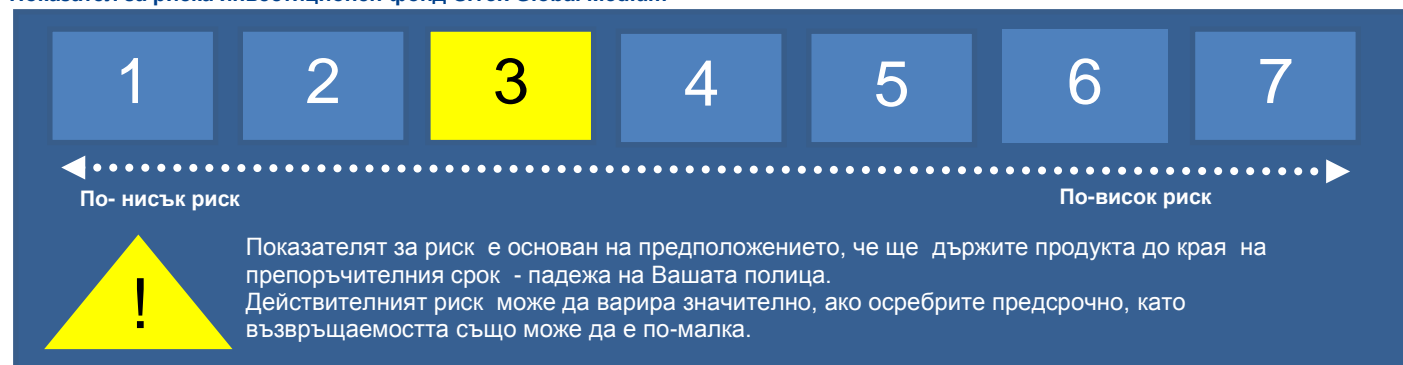 1 2 3 4 5 6 7
По- нисък риск По-висок риск
! Показателят за риск е основан на предположението, че ще държите продукта до края на
препоръчителния срок - падежа на Вашата полица.
Действителният риск може да варира значително, ако осребрите предсрочно, като
възвръщаемостта също може да е по-малка.